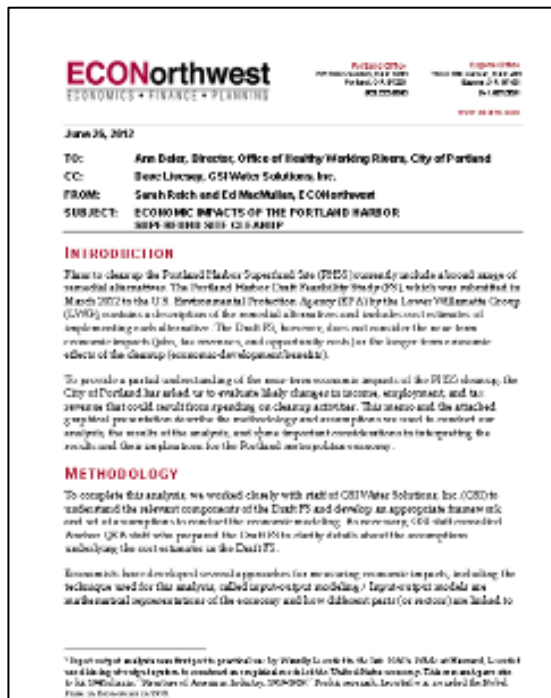 ECONorthwest
ECONOMICS • FINANCE • PLANNING
Portland Office
Eugene Office
June 25, 2012
TO: Ann Beier, Director, Office of Healthy Working Rivers, City of Portland
CC: Dave Livesay, GSI Water Solutions, Inc.
FROM: Sarah Reich and Ed MacMullan, ECONorthwest
SUBJECT: ECONOMIC IMPACTS OF THE PORTLAND HARBOR
SUPERFUND SITE CLEANUP
INTRODUCTION
Plans to clean up the Portland Harbor Superfund Site (PHSS) currently include a broad range of
remedial alternatives. The Portland Harbor Draft Feasibility Study (FS), which was submitted in
March 2012 to the U.S. Environmental Protection Agency (EPA) by the Lower Willamette Group
(LWG), contains a description of the remedial alternatives and includes cost estimates of
implementing each alternative. The Draft FS, however, does not consider the near-term
economic impacts (jobs, tax revenues, and opportunity costs) or the longer-term economic
effects of the cleanup (economic-development benefits).
To provide a partial understanding of the near-term economic impacts of the PHSS cleanup, the
City of Portland has asked us to evaluate likely changes in income, employment, and tax
revenue that could result from spending on cleanup activities. This memo and the attached
graphical presentation describe the methodology and assumptions we used to conduct our
analysis, the results of the analysis, and some important considerations to interpreting the
results and their implications for the Portland metropolitan economy.
METHODOLOGY
To complete this analysis, we worked closely with staff of GSI Water Solutions, Inc. (GSI) to
understand the relevant components of the Draft FS and develop an appropriate framework
and set of assumptions to conduct the economic modeling. As necessary, GSI staff consulted
Anchor QEA staff who prepared the Draft FS to clarify details about the assumptions
underlying the cost estimates in the Draft FS.
Economists have developed several approaches for measuring economic impacts, including the
technique used for this analysis, called input-output modeling. Input-output models are
mathematical representations of the economy and how different parts (or sectors) are linked to